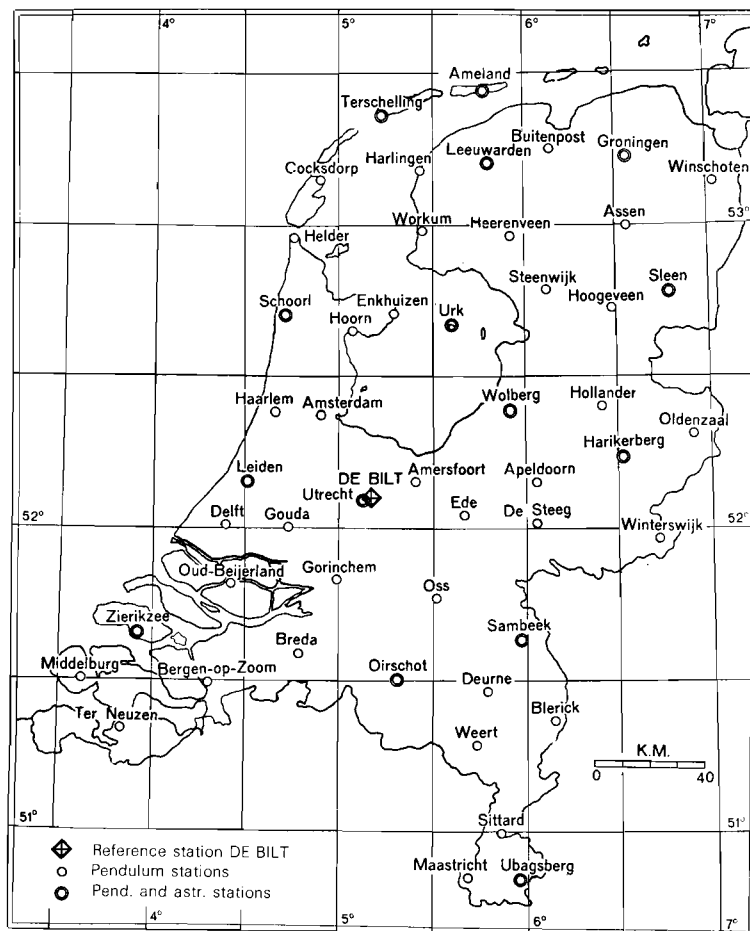 4°
5°
6°
7°
Ameland
Terschelling
Buitenpost
Groningen
Leeuwarden
Harlingen
Cocksdorp
Winschoten
53°
Workum
Heerenveen
Assen
Helder
Steenwijk
Sleen
Hoogeveen
Schoorl
Enkhuizen
Urk
Hoorn
Haarlem
Amsterdam
Wolberg
Hollander
Oldenzaal
Harikerberg
Leiden
DE BILT
Amersfoort
Apeldoorn
Utrecht
Delft
Gouda
Ede
De Steeg
52°
52°
Winterswijk
Oud-Beijerland
Gorinchem
Oss
Zierikzee
Sambeek
Breda
Middelburg
Bergen-op-Zoom
Oirschot
Deurne
Ter Neuzen
Blerick
Weert
K.M.
0 40
51°
51°
Sittard
Maastricht
Ubagsberg
Reference station DE BILT
Pendulum stations
Pend. and astr. stations
4°
5°
6°
7°